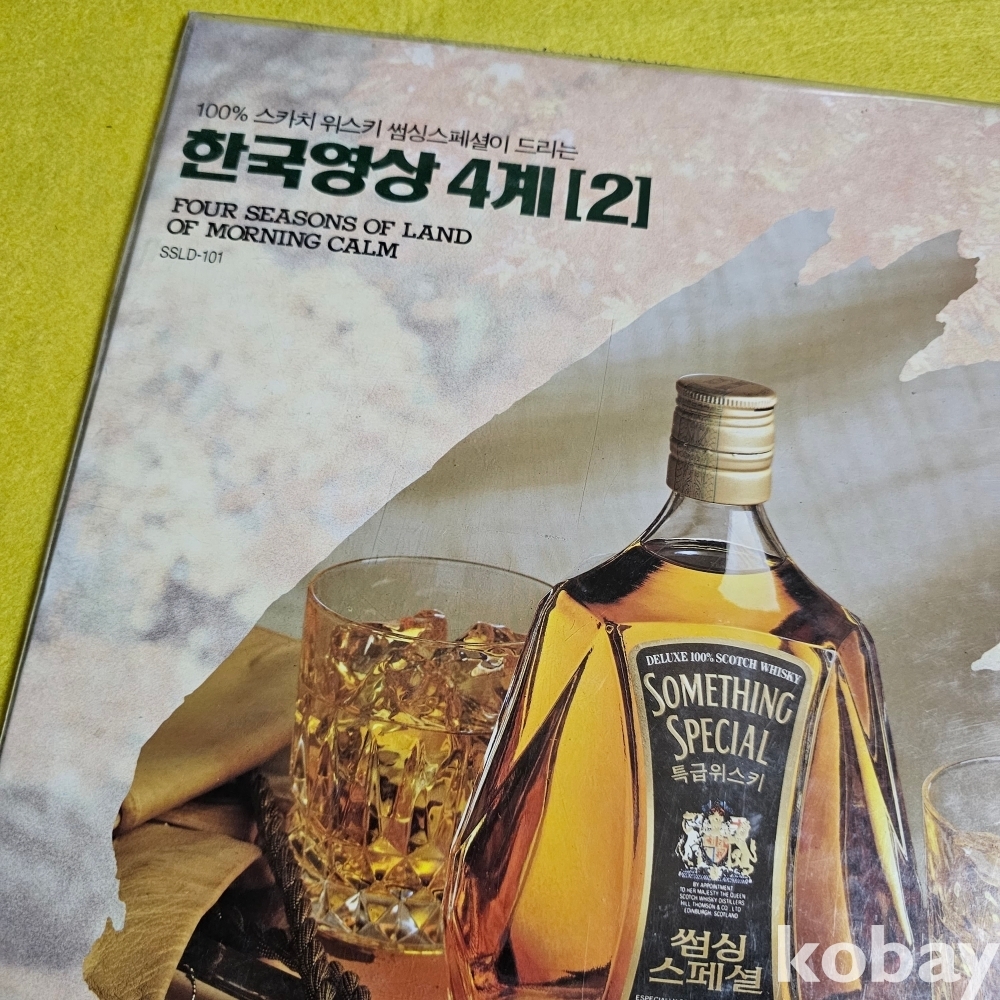 100% 스카치 위스키 썸싱스페셜이 드리는
한국영상 4계 [2]
FOUR SEASONS OF LAND
OF MORNING CALM
SSLD-101
DELUXE 100% SCOTCH WHISKY
SOMETHING
SPECIAL
특급위스키
BY APPOINTMENT
TO HER MAJESTY THE QUEEN
SCOTCH WHISKY DISTILLERS
HILL THOMSON & CO. LTD
EDINBURGH. SCOTLAND
썸싱
스페셜
kobay